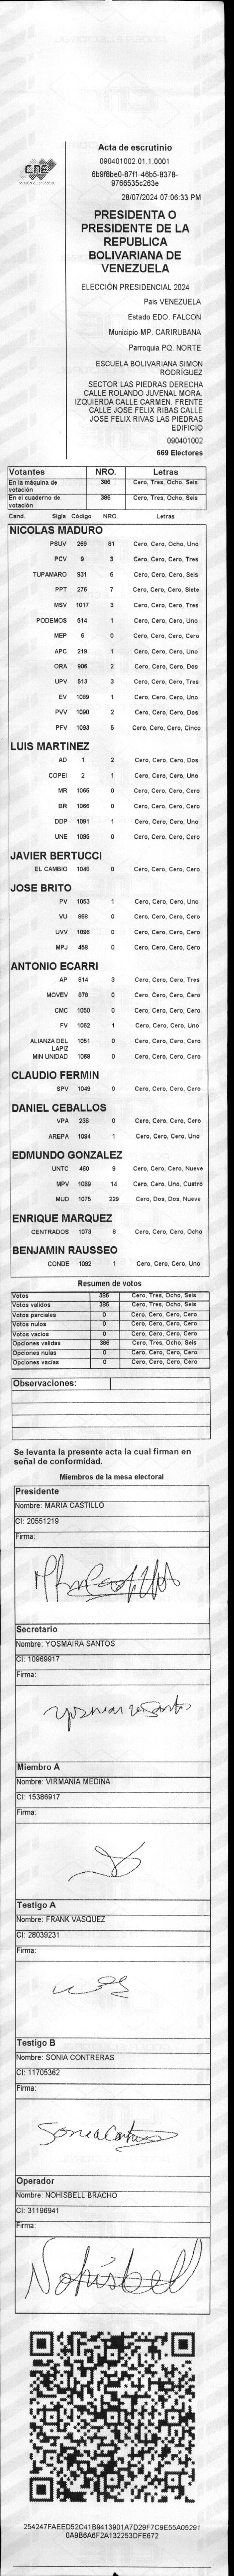 CNE
Acta de escrutinio
090401002.01.1.0001
6b9f8be0-87f1-46b5-8378-
9766535c263e
28/07/2024 07:06:33 PM
PRESIDENTA O
PRESIDENTE DE LA
REPUBLICA
BOLIVARIANA DE
VENEZUELA
ELECCIÓN PRESIDENCIAL 2024
País VENEZUELA
Estado EDO. FALCON
Municipio MP. CARIRUBANA
Parroquia PQ. NORTE
ESCUELA BOLIVARIANA SIMON
RODRÍGUEZ
SECTOR LAS PIEDRAS DERECHA
CALLE ROLANDO JUVENAL MORA.
IZQUIERDA CALLE CARMEN. FRENTE
CALLE JOSE FELIX RIBAS CALLE
JOSE FELIX RIVAS LAS PIEDRAS
EDIFICIO
090401002
669 Electores
Votantes NRO. Letras
En la máquina de votación 386 Cero, Tres, Ocho, Seis
En el cuaderno de votación 386 Cero, Tres, Ocho, Seis
Cand. Sigla Código NRO. Letras
NICOLAS MADURO
PSUV 269 81 Cero, Cero, Ocho, Uno
PCV 9 3 Cero, Cero, Cero, Tres
TUPAMARO 931 6 Cero, Cero, Cero, Seis
PPT 275 7 Cero, Cero, Cero, Siete
MSV 1017 3 Cero, Cero, Cero, Tres
PODEMOS 514 1 Cero, Cero, Cero, Uno
MEP 6 0 Cero, Cero, Cero, Cero
APC 219 1 Cero, Cero, Cero, Uno
ORA 906 2 Cero, Cero, Cero, Dos
UPV 513 3 Cero, Cero, Cero, Tres
EV 1089 1 Cero, Cero, Cero, Uno
PVV 1090 2 Cero, Cero, Cero, Dos
PFV 1093 5 Cero, Cero, Cero, Cinco
LUIS MARTINEZ
AD 1 2 Cero, Cero, Cero, Dos
COPEI 2 1 Cero, Cero, Cero, Uno
MR 1065 0 Cero, Cero, Cero, Cero
BR 1066 0 Cero, Cero, Cero, Cero
DDP 1091 1 Cero, Cero, Cero, Uno
UNE 1095 0 Cero, Cero, Cero, Cero
JAVIER BERTUCCI
EL CAMBIO 1046 0 Cero, Cero, Cero, Cero
JOSE BRITO
PV 1053 1 Cero, Cero, Cero, Uno
VU 868 0 Cero, Cero, Cero, Cero
UVV 1096 0 Cero, Cero, Cero, Cero
MPJ 458 0 Cero, Cero, Cero, Cero
ANTONIO ECARRI
AP 814 3 Cero, Cero, Cero, Tres
MOVEV 879 0 Cero, Cero, Cero, Cero
CMC 1050 0 Cero, Cero, Cero, Cero
FV 1062 1 Cero, Cero, Cero, Uno
ALIANZA DEL LAPIZ 1051 0 Cero, Cero, Cero, Cero
MIN UNIDAD 1068 0 Cero, Cero, Cero, Cero
CLAUDIO FERMIN
SPV 1049 0 Cero, Cero, Cero, Cero
DANIEL CEBALLOS
VPA 236 0 Cero, Cero, Cero, Cero
AREPA 1094 1 Cero, Cero, Cero, Uno
EDMUNDO GONZALEZ
UNTC 460 9 Cero, Cero, Cero, Nueve
MPV 1069 14 Cero, Cero, Uno, Cuatro
MUD 1075 229 Cero, Dos, Dos, Nueve
ENRIQUE MARQUEZ
CENTRADOS 1073 8 Cero, Cero, Cero, Ocho
BENJAMIN RAUSSEO
CONDE 1092 1 Cero, Cero, Cero, Uno
Resumen de votos
Votos 386 Cero, Tres, Ocho, Seis
Votos validos 386 Cero, Tres, Ocho, Seis
Votos parciales 0 Cero, Cero, Cero, Cero
Votos nulos 0 Cero, Cero, Cero, Cero
Votos vacios 0 Cero, Cero, Cero, Cero
Opciones validas 386 Cero, Tres, Ocho, Seis
Opciones nulas 0 Cero, Cero, Cero, Cero
Opciones vacias 0 Cero, Cero, Cero, Cero
Observaciones:
Se levanta la presente acta la cual firman en
señal de conformidad.
Miembros de la mesa electoral
Presidente
Nombre: MARIA CASTILLO
CI: 20551219
Firma:
Secretario
Nombre: YOSMAIRA SANTOS
CI: 10969917
Firma:
Miembro A
Nombre: VIRMANIA MEDINA
CI: 15386917
Firma:
Testigo A
Nombre: FRANK VASQUEZ
CI: 28039231
Firma:
Testigo B
Nombre: SONIA CONTRERAS
CI: 11705362
Firma:
Sonia Contreras
Operador
Nombre: NOHISBELL BRACHO
CI: 31196941
Firma:
Nohisbell
254247FAEED52C41B9413901A7D29F7C9E55A05291
0A9B6A6F2A132253DFE672